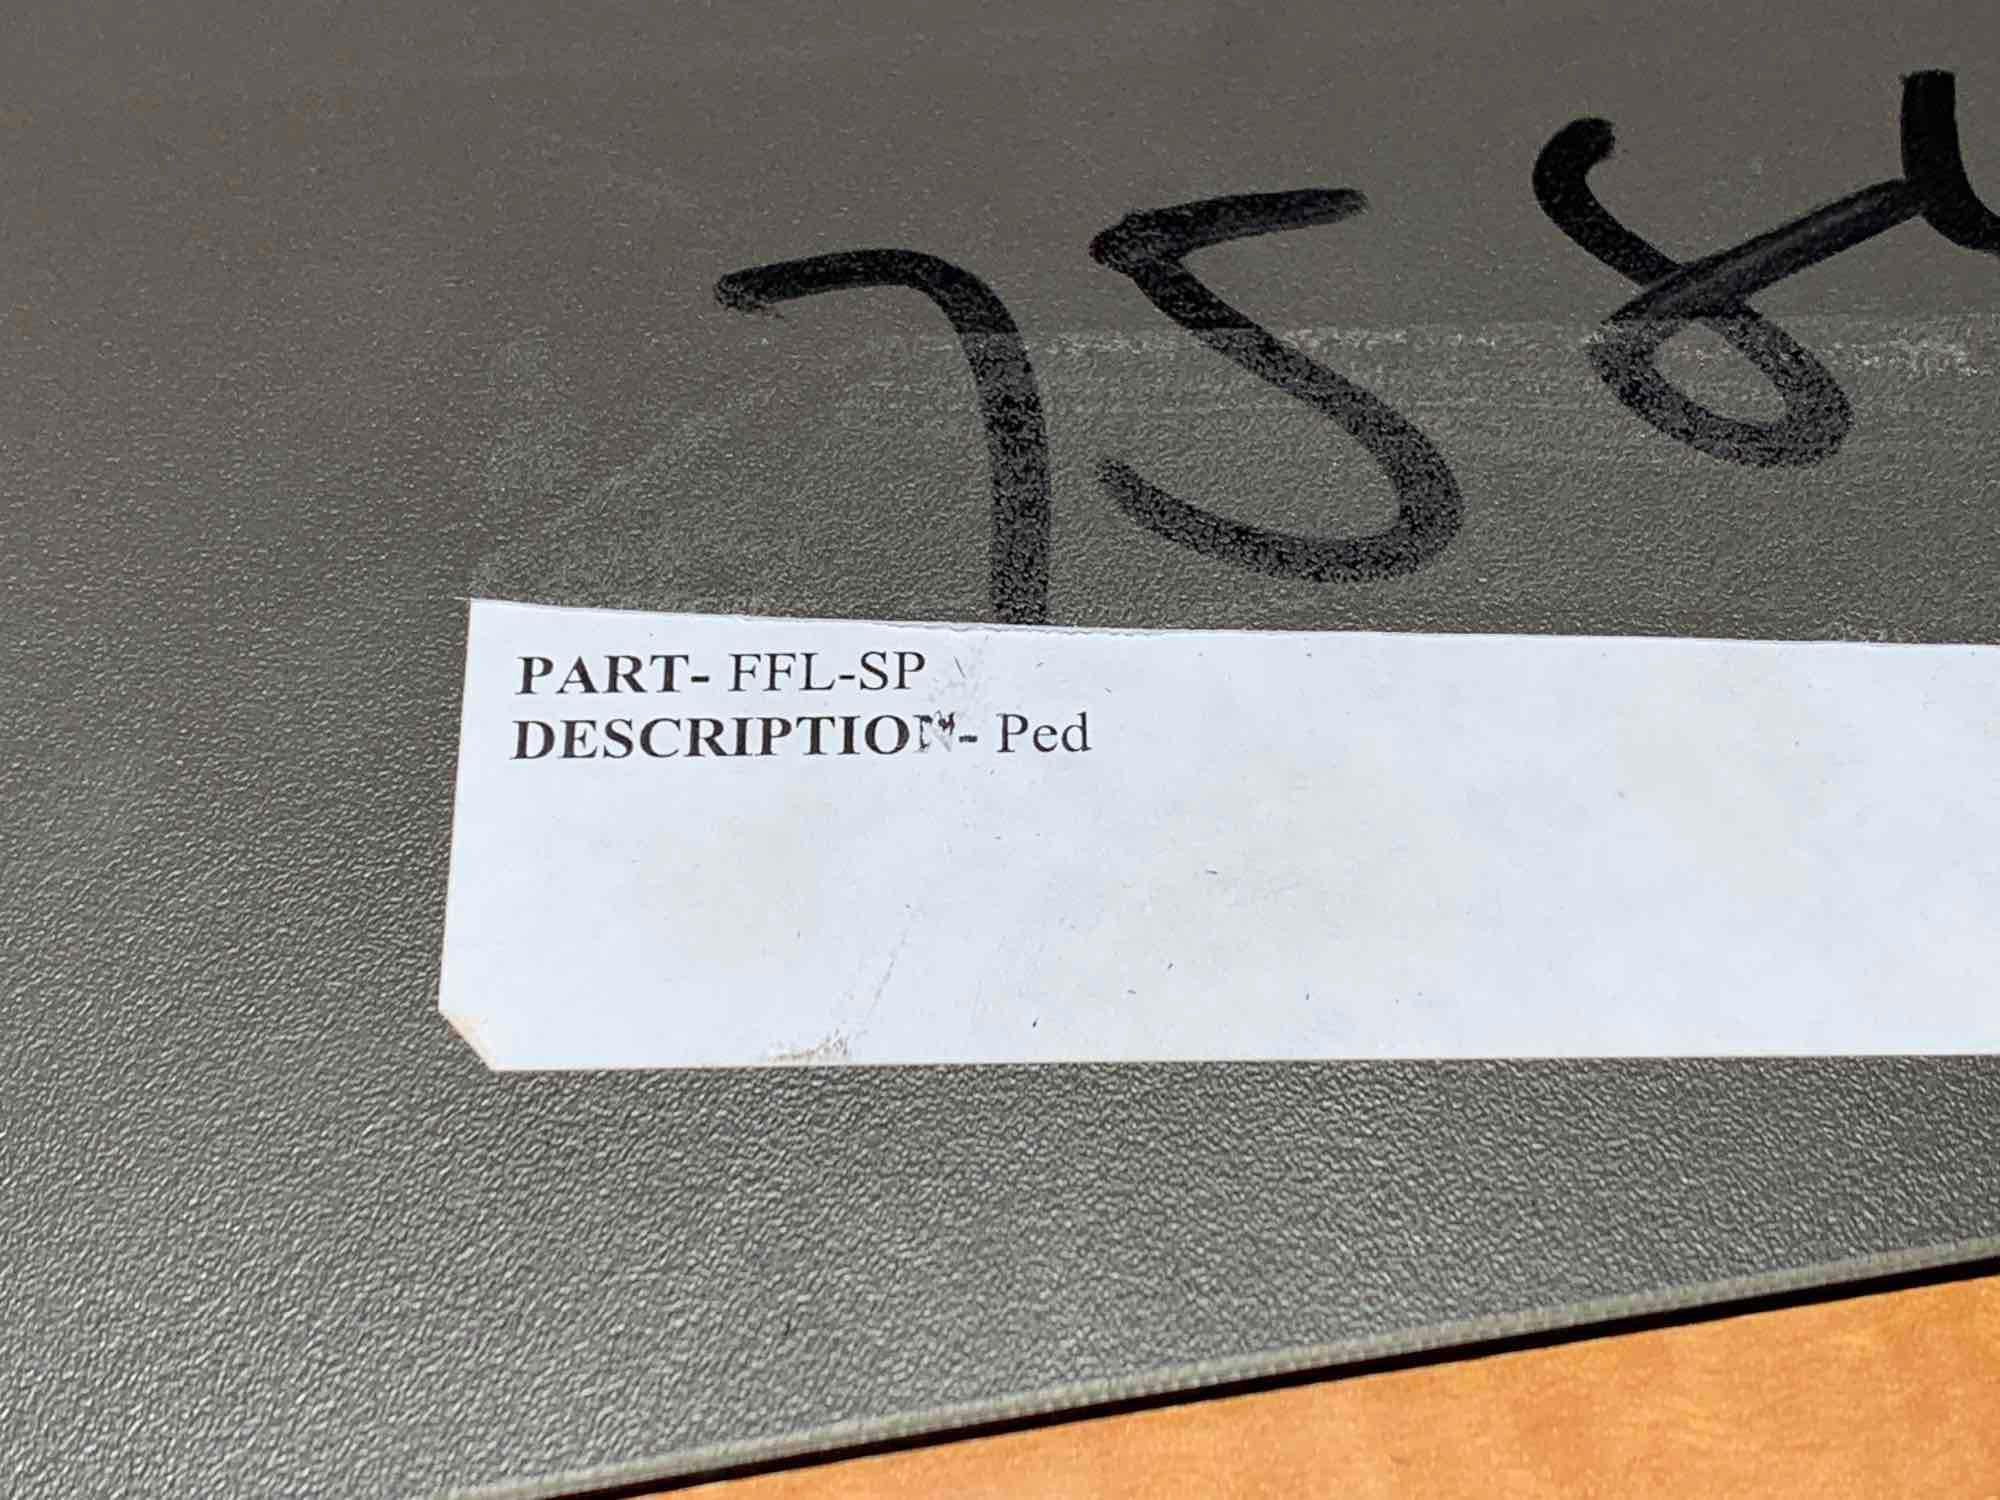 758
PART- FFL-SP
DESCRIPTION- Ped